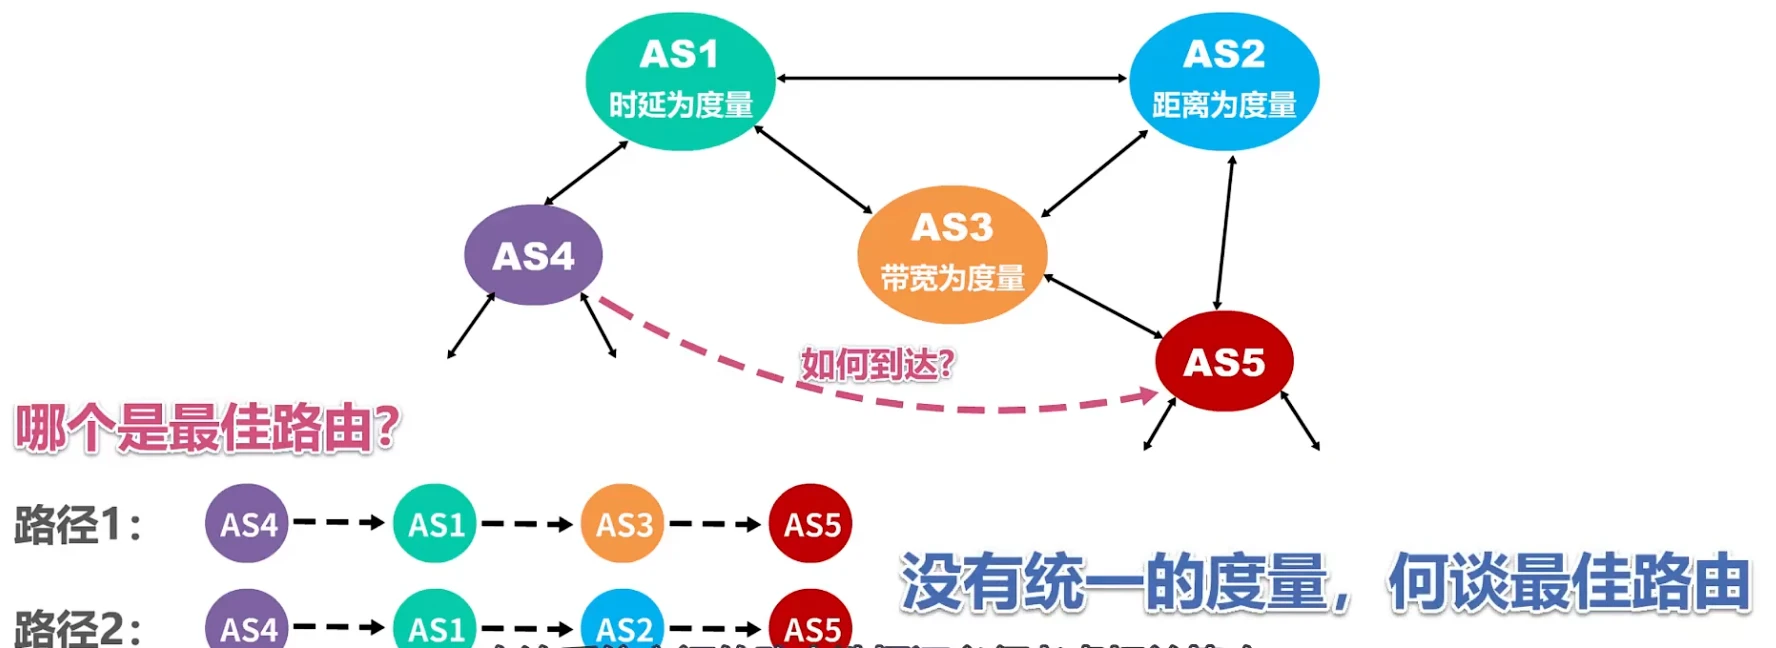 AS1
时延为度量
AS2
距离为度量
AS3
带宽为度量
AS4
AS5
如何到达?
哪个是最佳路由?
路径1: AS4 AS1 AS3 AS5
没有统一的度量，何谈最佳路由
路径2: AS4 AS1 AS2 AS5